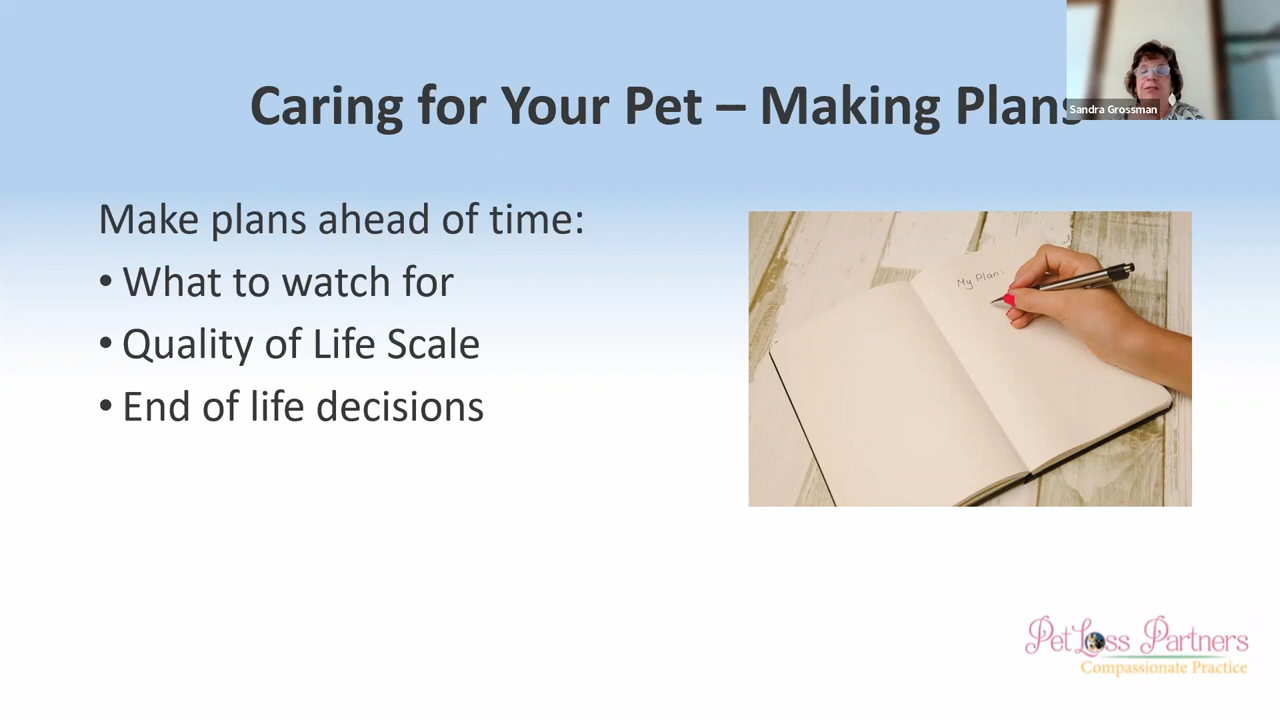 Caring for Your Pet – Making Plans
Sandra Grossman
Make plans ahead of time:
• What to watch for
• Quality of Life Scale
• End of life decisions
My Plan:
Pet Loss Partners
Compassionate Practice